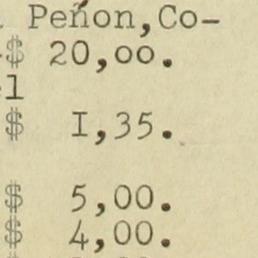 Peñon,Co-
$ 20,oo.
l
$ I,35.
$ 5,00.
$ 4,00.